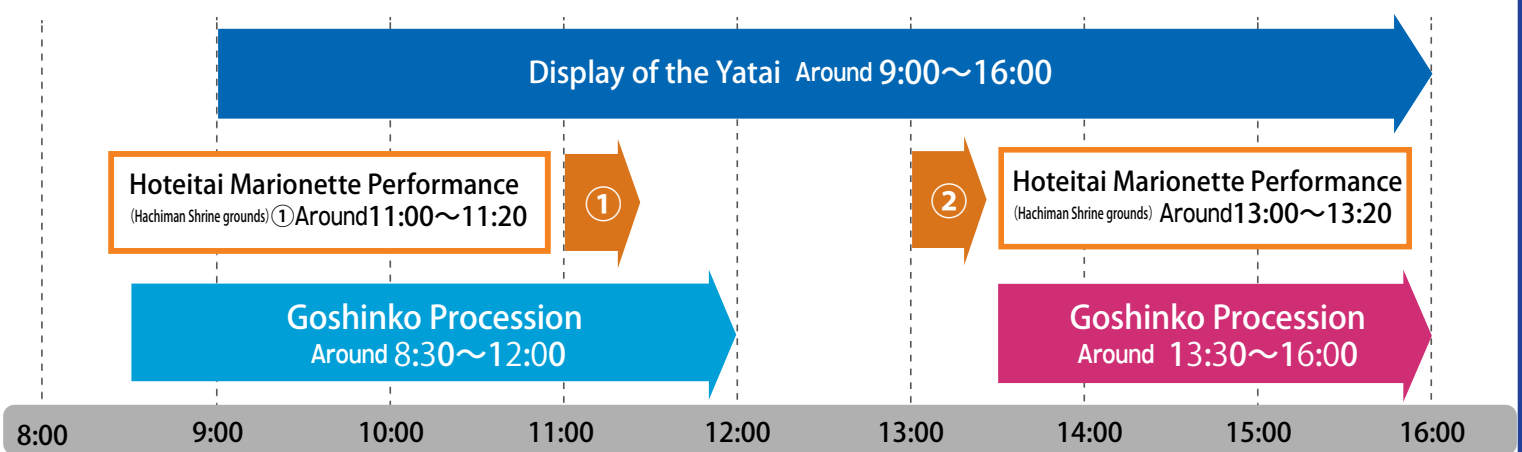 Display of the Yatai Around 9:00～16:00
Hoteitai Marionette Performance
(Hachiman Shrine grounds) ①Around11:00～11:20
①
②
Hoteitai Marionette Performance
(Hachiman Shrine grounds) Around13:00～13:20
Goshinko Procession
Around 8:30～12:00
Goshinko Procession
Around 13:30～16:00
8:00 9:00 10:00 11:00 12:00 13:00 14:00 15:00 16:00